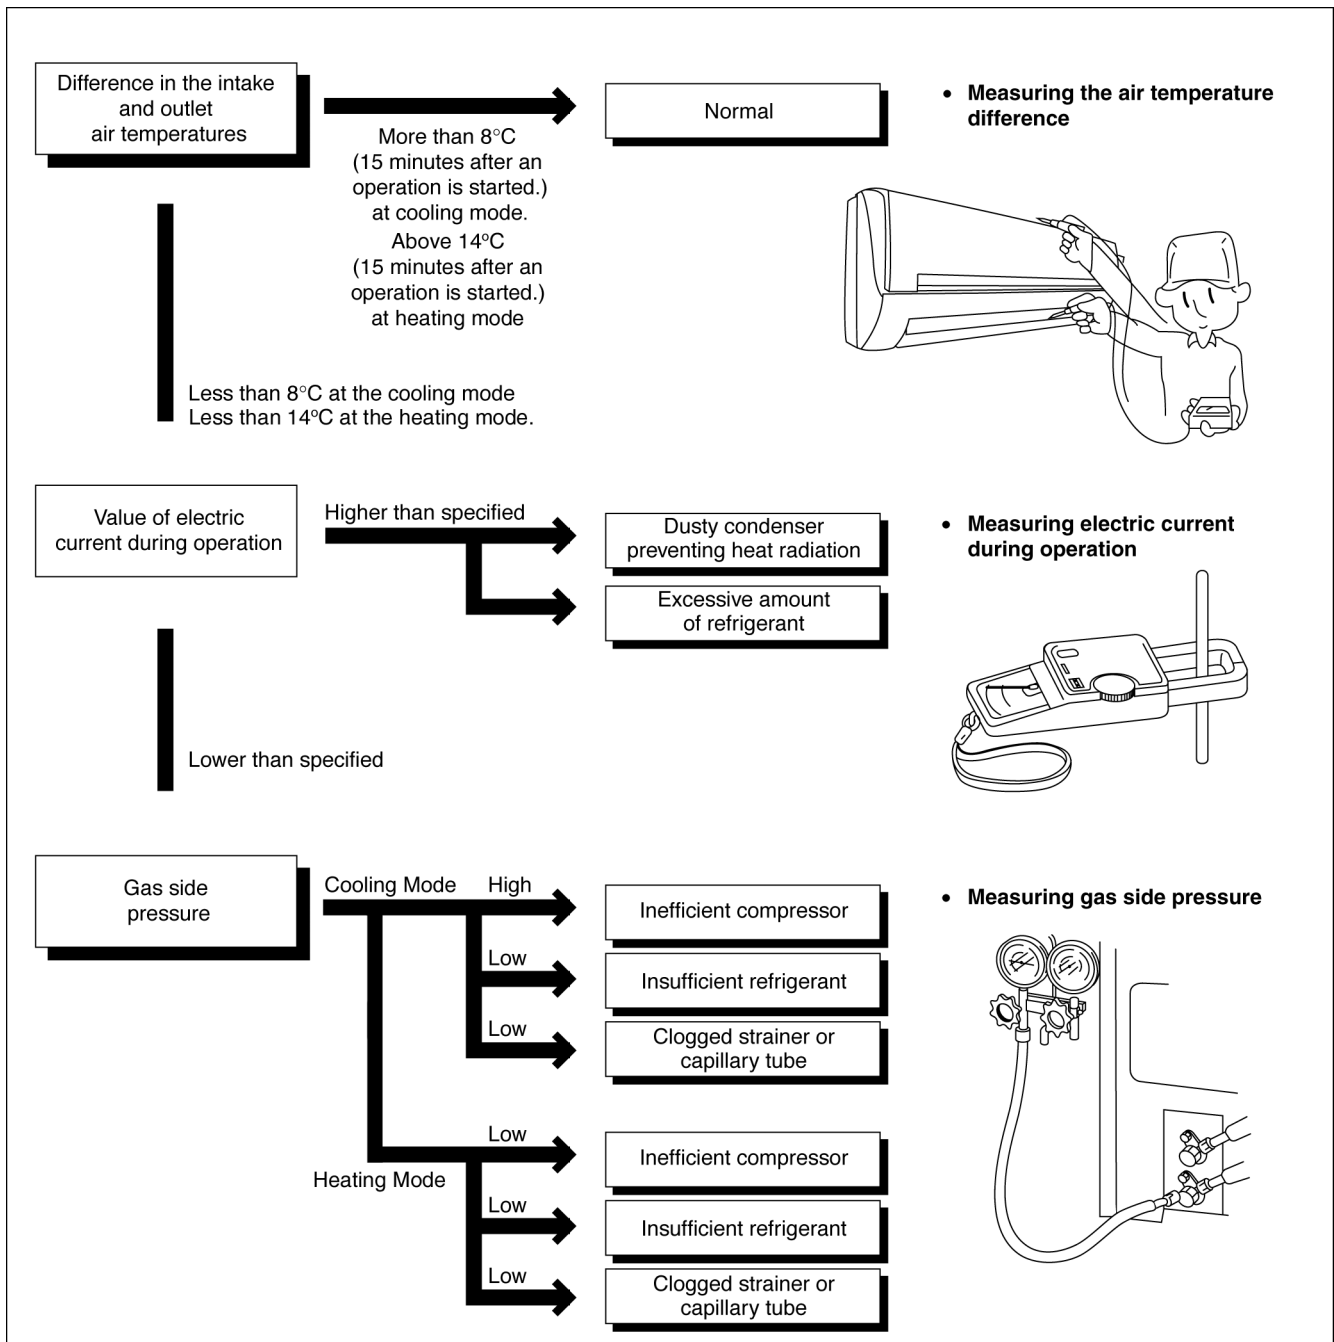 Difference in the intake
and outlet
air temperatures
More than 8°C
(15 minutes after an
operation is started.)
at cooling mode.
Above 14ºC
(15 minutes after an
operation is started.)
at heating mode
Normal
• Measuring the air temperature
difference
Less than 8°C at the cooling mode
Less than 14ºC at the heating mode.
Value of electric
current during operation
Higher than specified
Dusty condenser
preventing heat radiation
Excessive amount
of refrigerant
• Measuring electric current
during operation
Lower than specified
Gas side
pressure
Cooling Mode
High
Inefficient compressor
Low
Insufficient refrigerant
Low
Clogged strainer or
capillary tube
Heating Mode
Low
Inefficient compressor
Low
Insufficient refrigerant
Low
Clogged strainer or
capillary tube
• Measuring gas side pressure